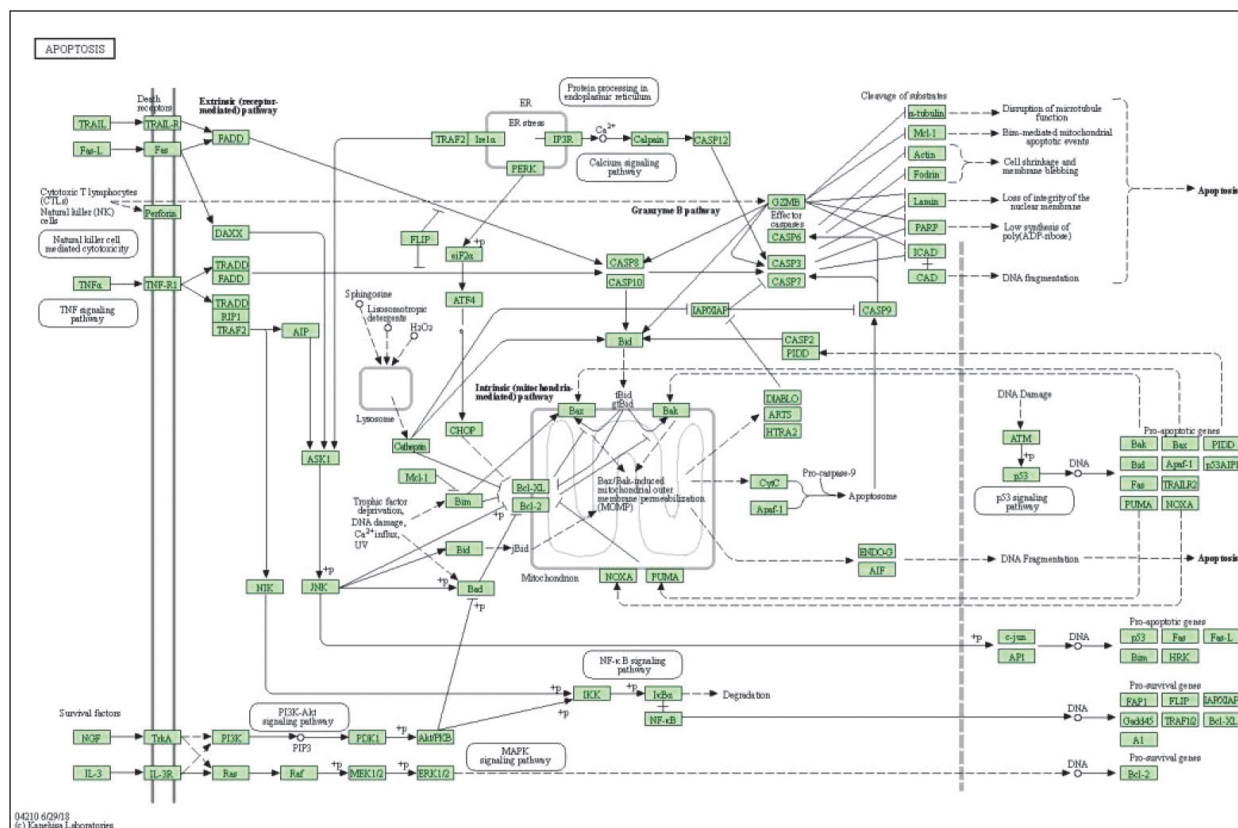 APOPTOSIS
Death
receptors
Extrinsic (receptor-
mediated) pathway
TRAIL
TRAIL-R
FADD
Fas-L
Fas
Cytotoxic T lymphocytes
(CTLs)
Natural killer (NK)
cells
Perforin
Natural killer cell
mediated cytotoxicity
DAXX
TNFα
TNF-R1
TRADD
FADD
TRADD
RIP1
TRAF2
AIP
TNF signaling
pathway
ER
ER stress
TRAF2
Ire1α
IP3R
PERK
Ca2+
Calpain
CASP12
Protein processing in
endoplasmic reticulum
Calcium signaling
pathway
Granzyme B pathway
FLIP
+p
eiF2α
ATF4
CASP8
CASP10
GZMB
Effector
caspases
CASP6
CASP3
CASP7
Cleavage of substrates
α-tubulin
Mcl-1
Actin
Fodrin
Lamin
PARP
ICAD
CAD
Disruption of microtubule
function
Bim-mediated mitochondrial
apoptotic events
Cell shrinkage and
membrane blebbing
Loss of integrity of the
nuclear membrane
Low synthesis of
poly(ADP-ribose)
DNA fragmentation
Apoptosis
Sphingosine
Lisosomotropic
detergents
H2O2
Lysosome
Cathepsin
IAP/XIAP
CASP9
Bid
CASP2
PIDD
Intrinsic (mitochondria-
mediated) pathway
tBid
gtBid
Bax
Bak
DIABLO
ARTS
HTRA2
CHOP
ASK1
Mcl-1
Bim
Bcl-XL
Bcl-2
+p
Trophic factor
deprivation,
DNA damage,
Ca2+ influx,
UV
Bax/Bak-induced
mitochondrial outer
membrane permeabilization
(MOMP)
CytC
Apaf-1
Pro-caspase-9
Apoptosome
Bid
jBid
+p
NIK
JNK
+p
Bad
+p
Mitochondrion
NOXA
PUMA
ENDO-G
AIF
DNA Fragmentation
Apoptosis
DNA Damage
ATM
+p
p53
DNA
p53 signaling
pathway
Pro-apoptotic genes
Bak
Bax
PIDD
Bid
Apaf-1
p53AIP1
Fas
TRAILR2
PUMA
NOXA
+p
c-jun
AP1
DNA
Pro-apoptotic genes
p53
Fas
Fas-L
Bim
HRK
NF-κB signaling
pathway
+p
+p
IKK
+p
IκBα
NF-κB
Degradation
DNA
Pro-survival genes
FAP1
FLIP
IAP/XIAP
Gadd45
TRAF1/2
Bcl-XL
A1
Survival factors
PI3K-Akt
signaling pathway
NGF
TrkA
PI3K
PIP3
PDK1
+p
Akt/PKB
MAPK
signaling pathway
IL-3
IL-3R
Ras
Raf
+p
MEK1/2
+p
ERK1/2
DNA
Pro-survival genes
Bcl-2
04210 6/29/18
(c) Kanehisa Laboratories